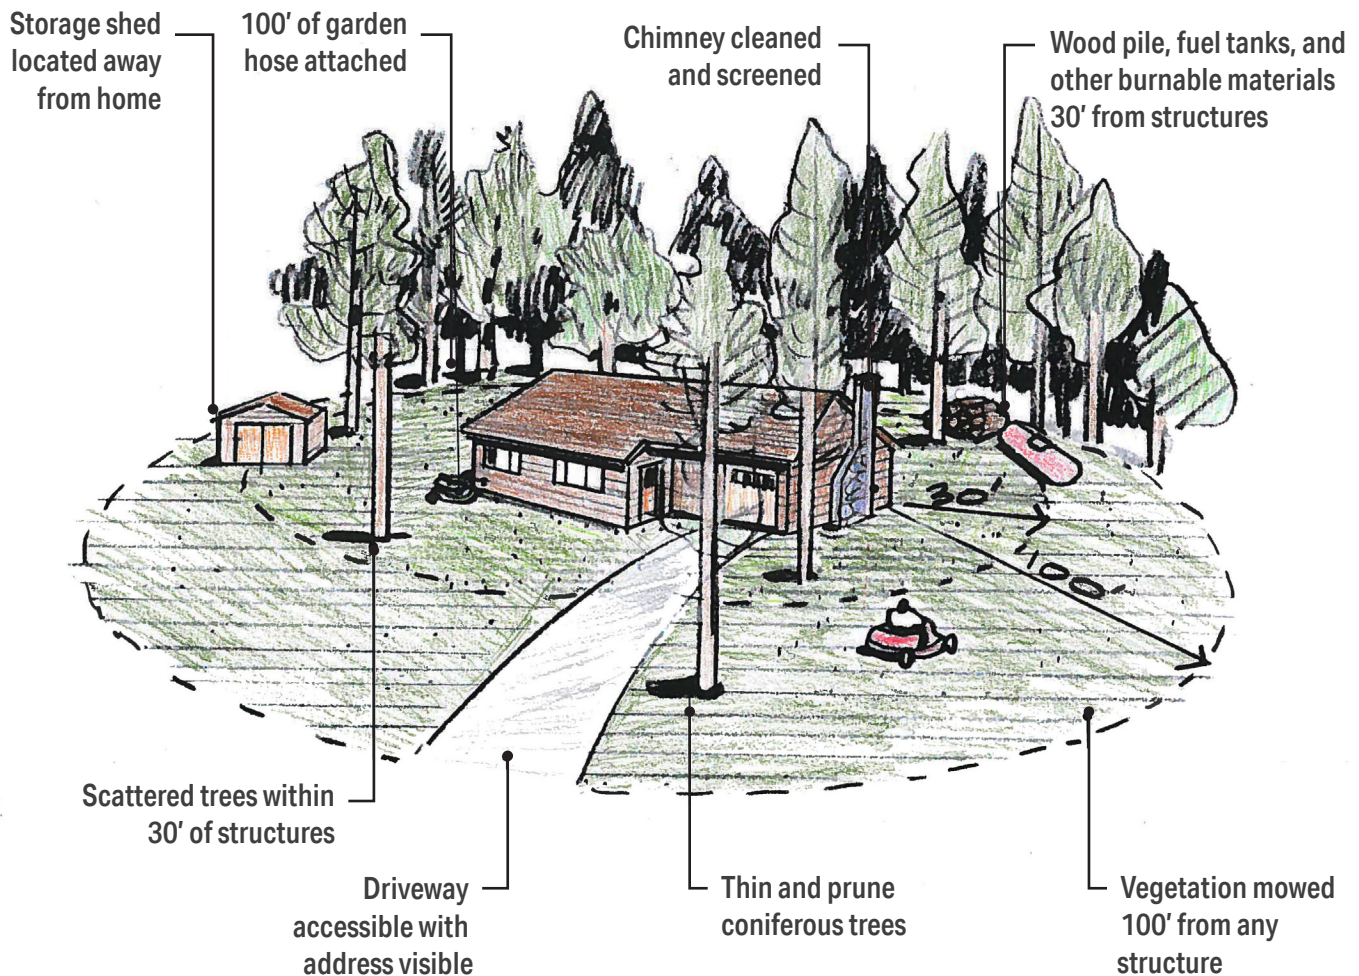 Storage shed
located away
from home
100′ of garden
hose attached
Chimney cleaned
and screened
Wood pile, fuel tanks, and
other burnable materials
30′ from structures
30'
100'
Scattered trees within
30′ of structures
Driveway
accessible with
address visible
Thin and prune
coniferous trees
Vegetation mowed
100′ from any
structure